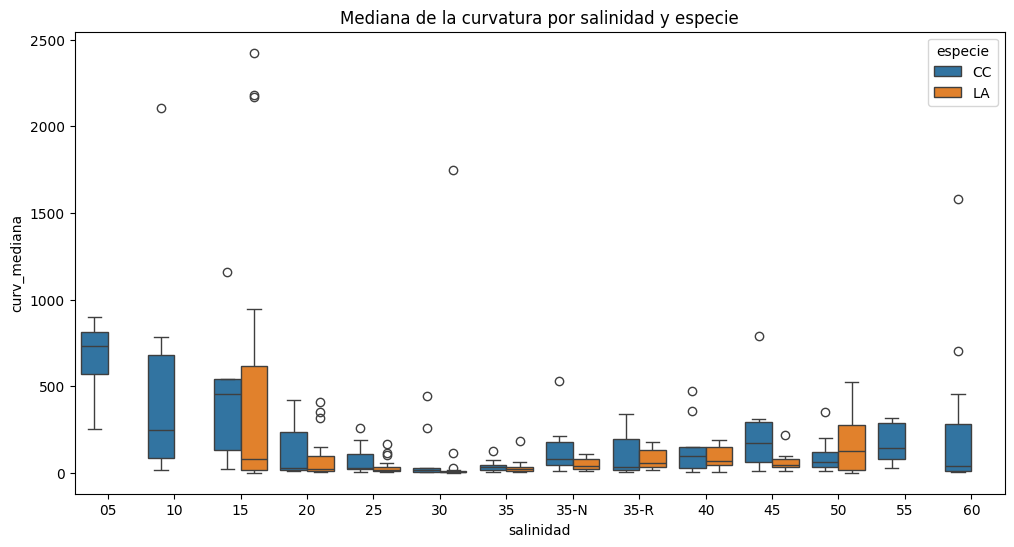 Mediana de la curvatura por salinidad y especie
2500
2000
1500
1000
500
0
curv_mediana
especie
CC
LA
05 10 15 20 25 30 35 35-N 35-R 40 45 50 55 60
salinidad